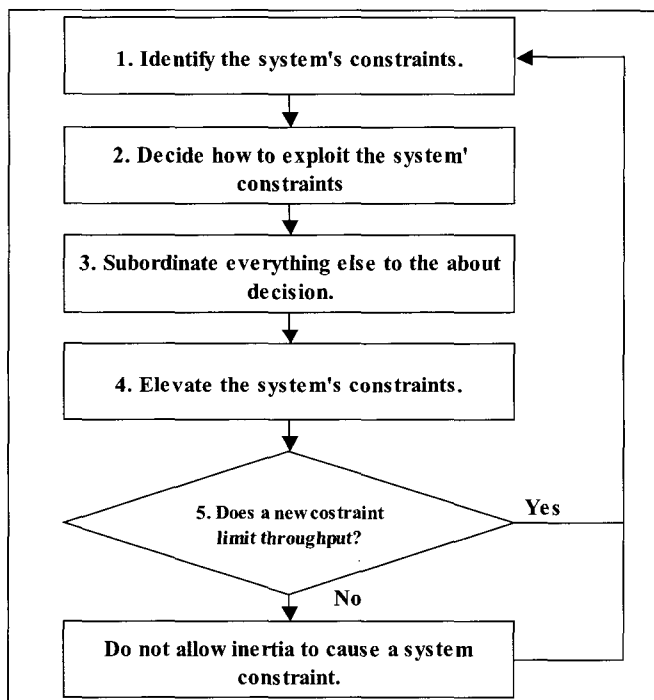 1. Identify the system's constraints.
2. Decide how to exploit the system'
constraints
3. Subordinate everything else to the about
decision.
4. Elevate the system's constraints.
5. Does a new costraint
limit throughput?
Yes
No
Do not allow inertia to cause a system
constraint.